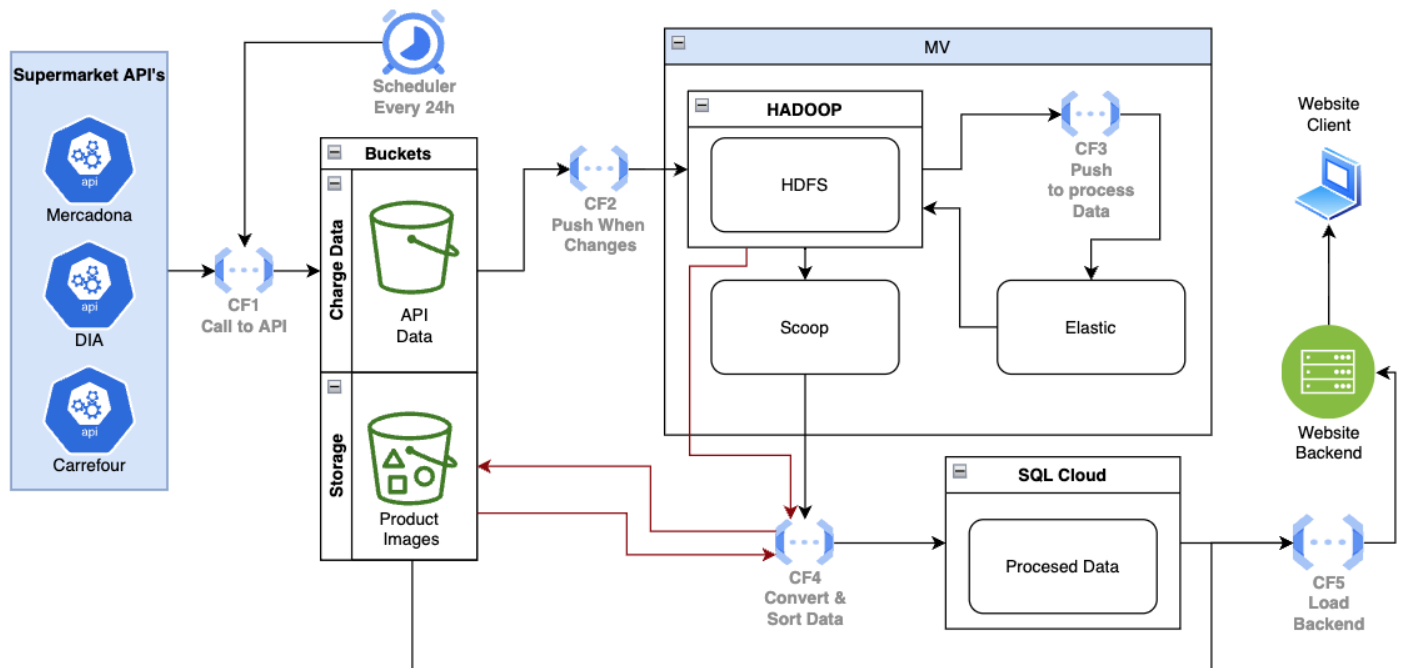 Supermarket API's
api
Mercadona
api
DIA
api
Carrefour
Scheduler
Every 24h
CF1
Call to API
Buckets
Charge Data
API
Data
Storage
Product
Images
CF2
Push When
Changes
MV
HADOOP
HDFS
CF3
Push
to process
Data
Scoop
Elastic
CF4
Convert &
Sort Data
SQL Cloud
Procesed Data
CF5
Load
Backend
Website
Backend
Website
Client